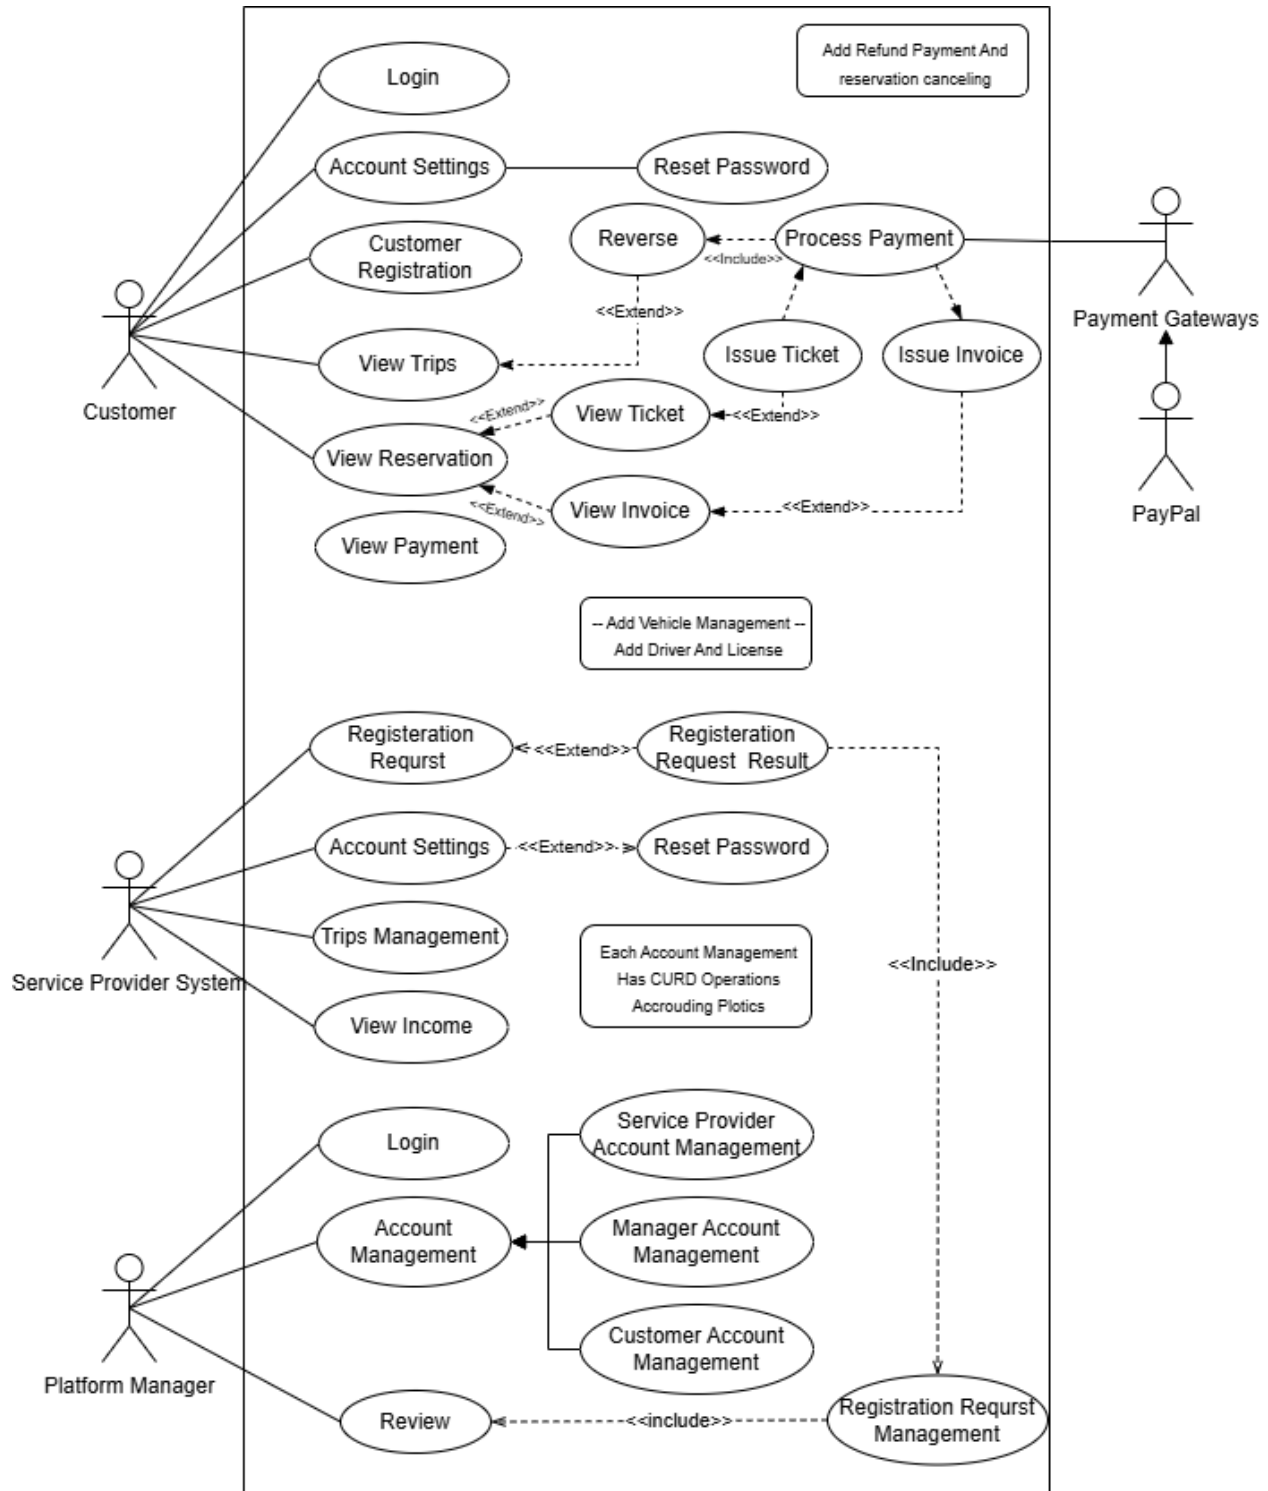 Add Refund Payment And
reservation canceling
Login
Account Settings
Reset Password
Customer
Registration
Reverse
Process Payment
<<Include>>
<<Extend>>
Payment Gateways
View Trips
Issue Ticket
Issue Invoice
Customer
<<Extend>>
View Ticket
<<Extend>>
View Reservation
<<Extend>>
View Invoice
<<Extend>>
PayPal
View Payment
-- Add Vehicle Management --
Add Driver And License
Registeration
Requrst
<<Extend>>
Registeration
Request Result
Account Settings
<<Extend>>
Reset Password
Trips Management
Service Provider System
Each Account Management
Has CURD Operations
Accrouding Plotics
<<Include>>
View Income
Login
Service Provider
Account Management
Account
Management
Manager Account
Management
Customer Account
Management
Platform Manager
Review
<<include>>
Registration Requrst
Management